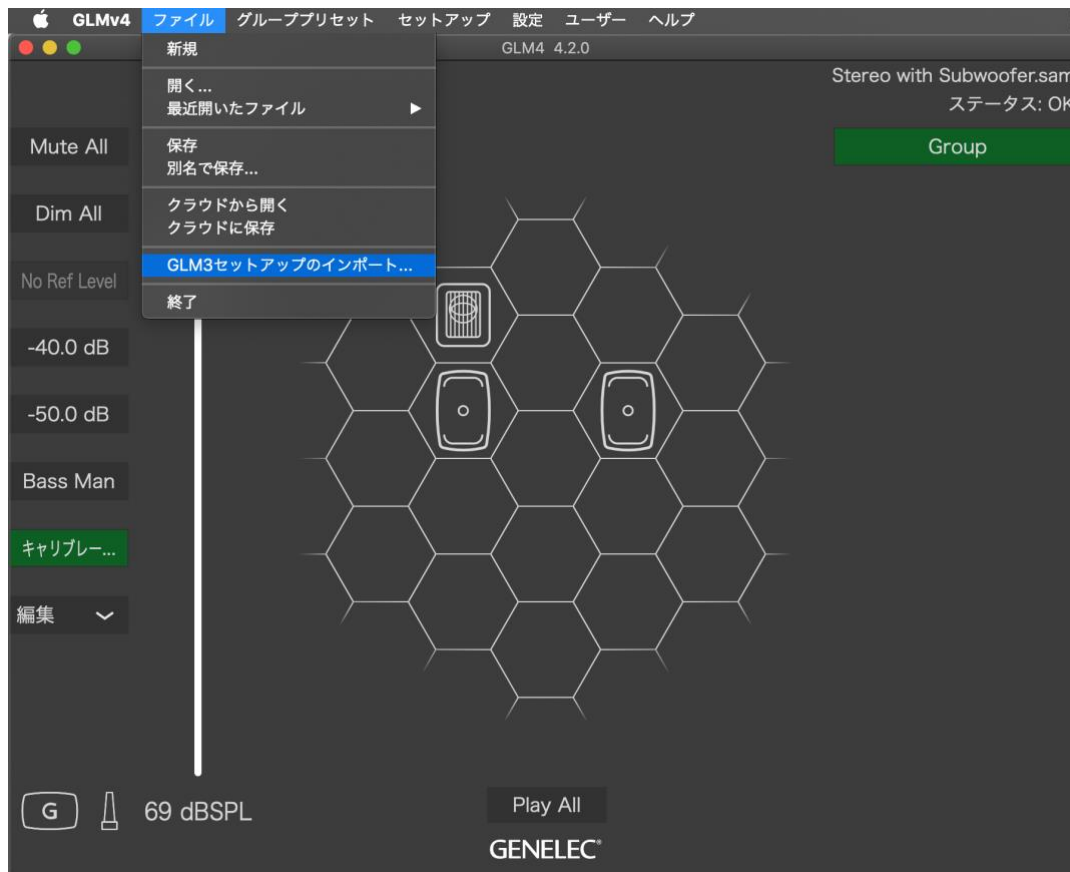 GLMv4 ファイル グループプリセット セットアップ 設定 ユーザー ヘルプ
GLM4 4.2.0
新規
開く...
最近開いたファイル
保存
別名で保存...
クラウドから開く
クラウドに保存
GLM3セットアップのインポート...
終了
Stereo with Subwoofer.sam
ステータス: OK
Group
Mute All
Dim All
No Ref Level
-40.0 dB
-50.0 dB
Bass Man
キャリブレー...
編集
G 69 dBSPL
Play All
GENELEC®